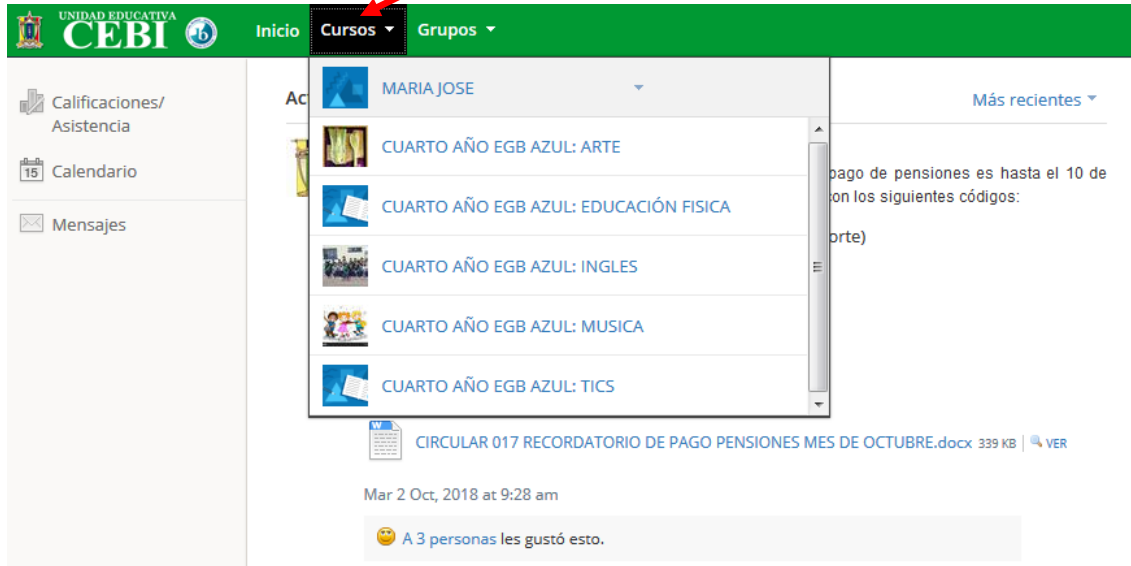 UNIDAD EDUCATIVA
CEBI
Inicio Cursos Grupos
Calificaciones/
Asistencia
15 Calendario
Mensajes
Ac
Más recientes
MARIA JOSE
CUARTO AÑO EGB AZUL: ARTE
CUARTO AÑO EGB AZUL: EDUCACIÓN FISICA
CUARTO AÑO EGB AZUL: INGLES
CUARTO AÑO EGB AZUL: MUSICA
CUARTO AÑO EGB AZUL: TICS
pago de pensiones es hasta el 10 de
con los siguientes códigos:
orte)
CIRCULAR 017 RECORDATORIO DE PAGO PENSIONES MES DE OCTUBRE.docx 339 KB | VER
Mar 2 Oct, 2018 at 9:28 am
A 3 personas les gustó esto.